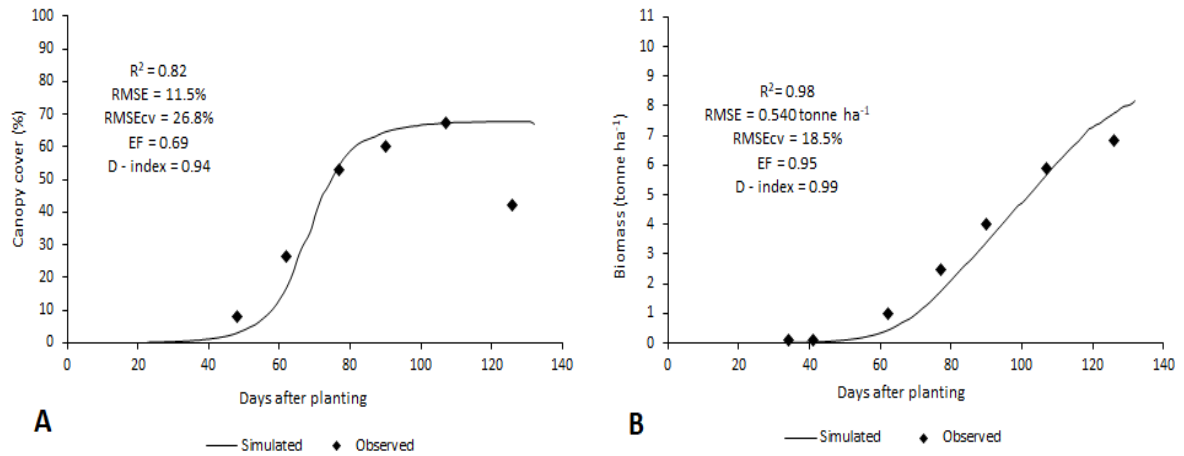 100
90
80
70
60
50
40
30
20
10
0
Canopy cover (%)
R² = 0.82
RMSE = 11.5%
RMSEcv = 26.8%
EF = 0.69
D - index = 0.94
0 20 40 60 80 100 120 140
Days after planting
A
Simulated Observed
11
10
9
8
7
6
5
4
3
2
1
0
Biomass (tonne ha⁻¹)
R² = 0.98
RMSE = 0.540 tonne ha⁻¹
RMSEcv = 18.5%
EF = 0.95
D - index = 0.99
0 20 40 60 80 100 120 140
Days after planting
B
Simulated Observed